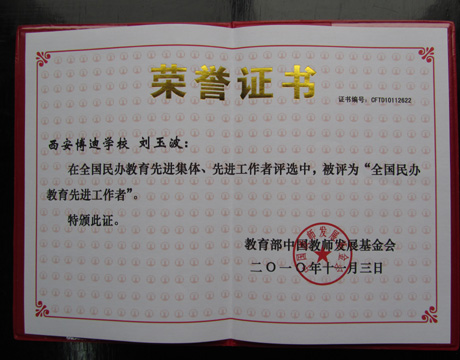 荣誉证书
证书编号：CFTD10112622
西安博迪学校 刘玉波：
在全国民办教育先进集体、先进工作者评选中，被评为“全国民办
教育先进工作者”。
特颁此证。
教育部中国教师发展基金会
二〇一〇年十一月三日